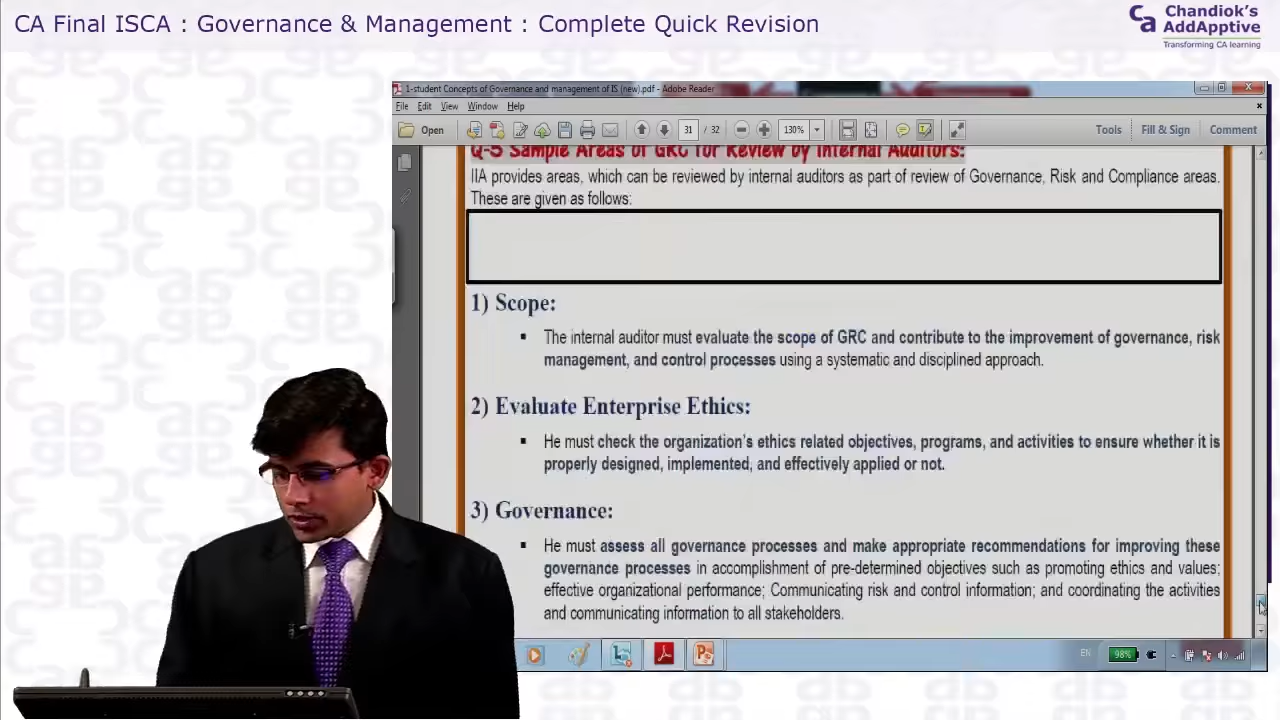 CA Final ISCA : Governance & Management : Complete Quick Revision
Ca Chandiok's
AddApptive
Transforming CA learning
1-student Concepts of Governance and management of IS (new).pdf - Adobe Reader
File Edit View Window Help
Open 31 / 32 130% Tools Fill & Sign Comment
Q-5 Sample Areas of GRC for Review by Internal Auditors:
IIA provides areas, which can be reviewed by internal auditors as part of review of Governance, Risk and Compliance areas.
These are given as follows:
1) Scope:
▪ The internal auditor must evaluate the scope of GRC and contribute to the improvement of governance, risk
management, and control processes using a systematic and disciplined approach.
2) Evaluate Enterprise Ethics:
▪ He must check the organization's ethics related objectives, programs, and activities to ensure whether it is
properly designed, implemented, and effectively applied or not.
3) Governance:
▪ He must assess all governance processes and make appropriate recommendations for improving these
governance processes in accomplishment of pre-determined objectives such as promoting ethics and values;
effective organizational performance; Communicating risk and control information; and coordinating the activities
and communicating information to all stakeholders.
EN 98%